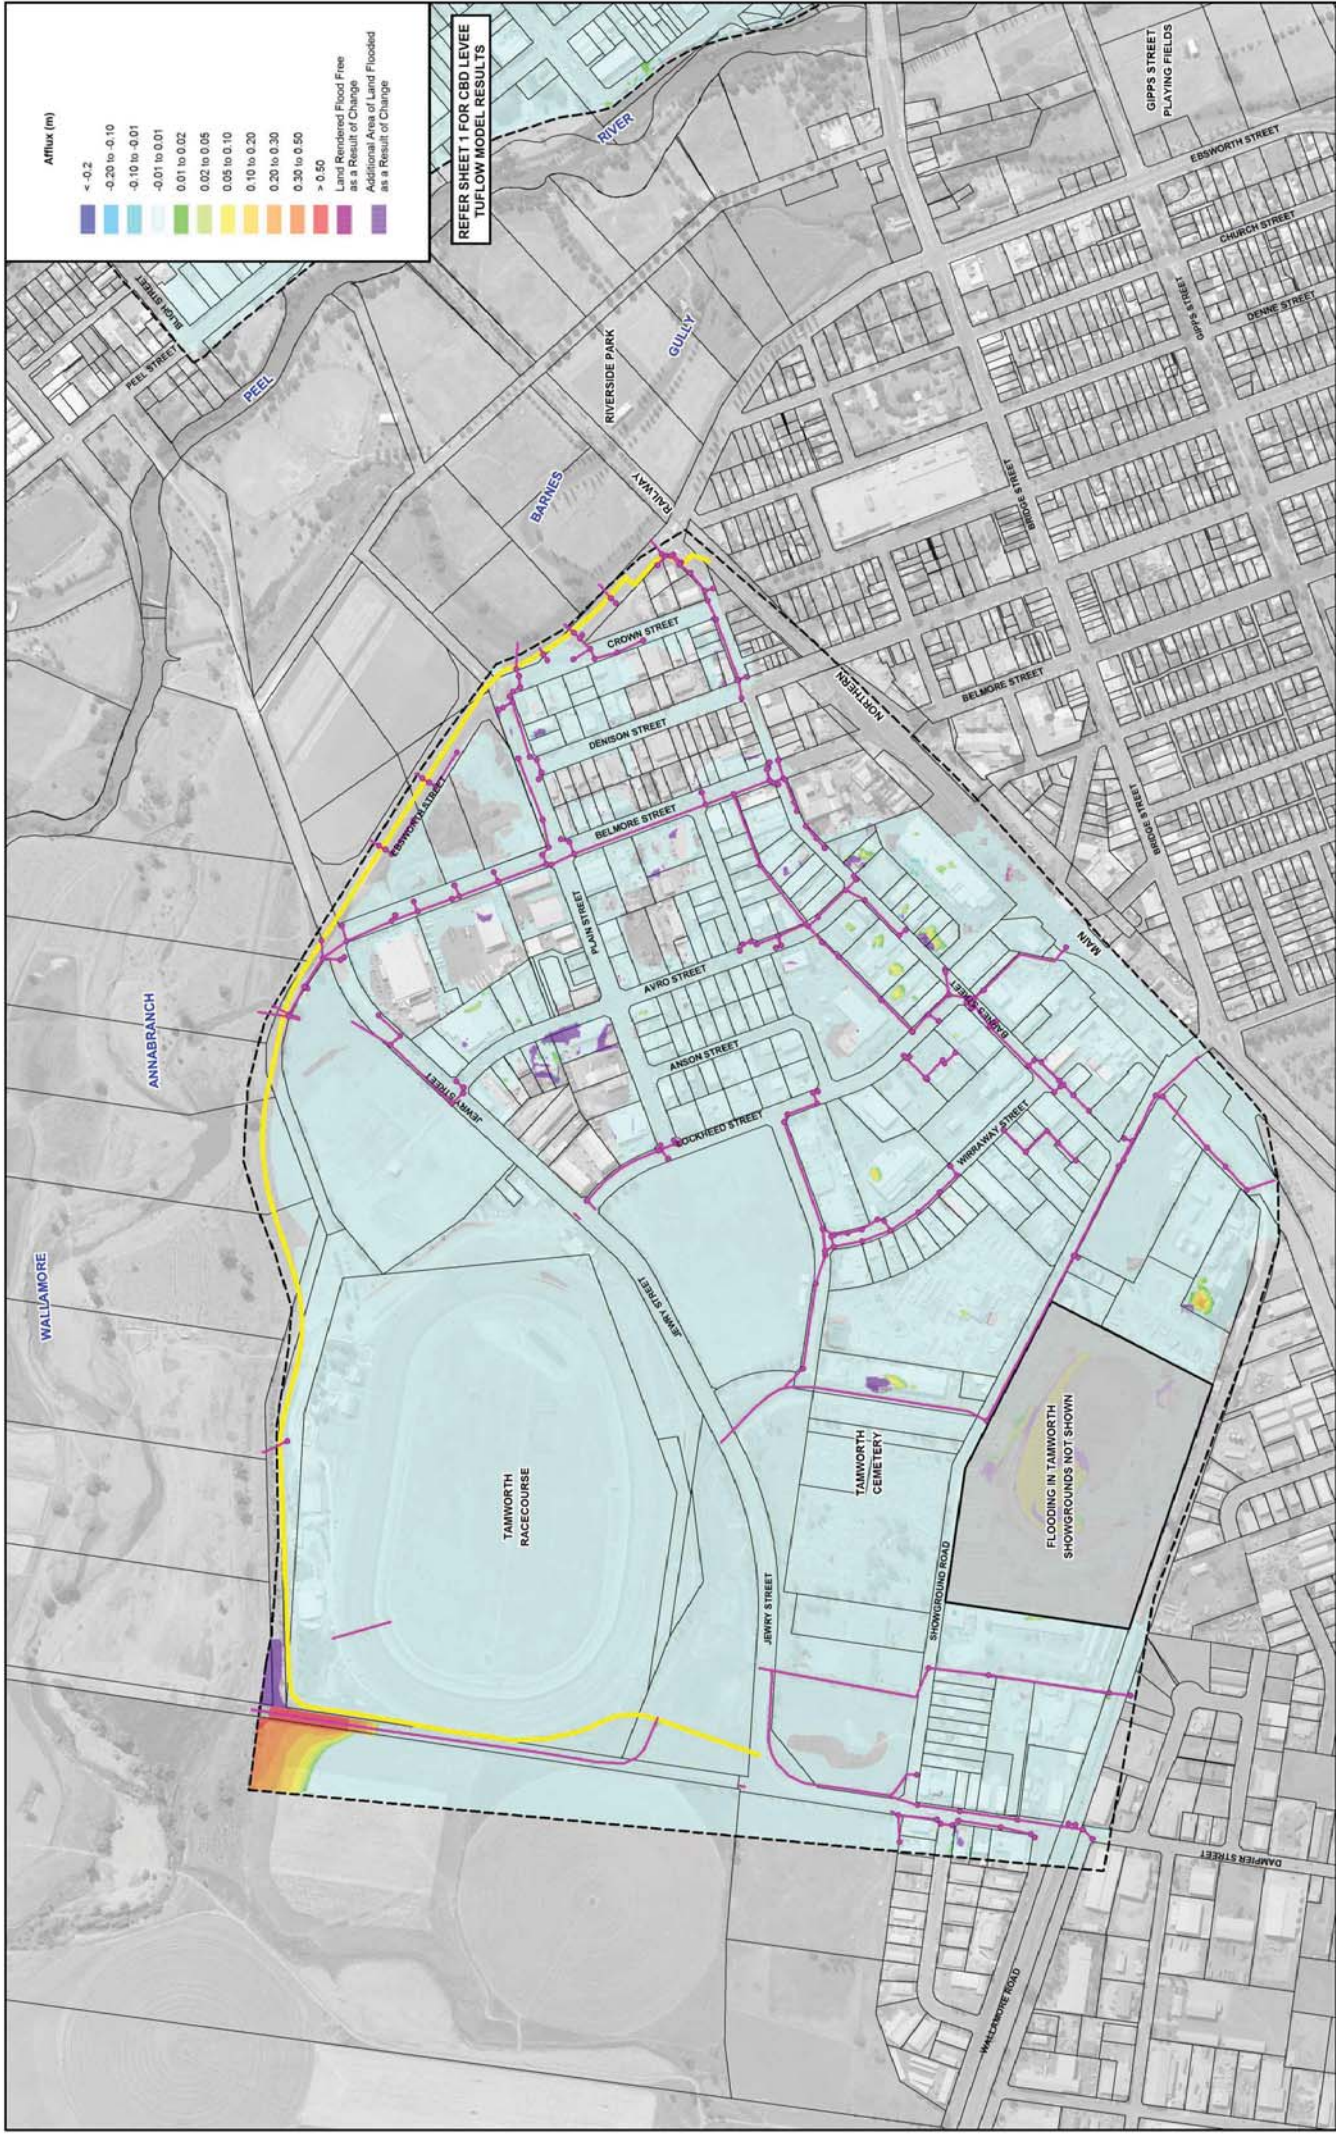 Afflux (m)
< -0.2
-0.20 to -0.10
-0.10 to -0.01
-0.01 to 0.01
0.01 to 0.02
0.02 to 0.05
0.05 to 0.10
0.10 to 0.20
0.20 to 0.30
0.30 to 0.50
> 0.50
Land Rendered Flood Free
as a Result of Change
Additional Area of Land Flooded
as a Result of Change
REFER SHEET 1 FOR CBD LEVEE
TUFLOW MODEL RESULTS
WALLAMORE
ANNABRANCH
PEEL
RIVER
PEEL STREET
BLIGH STREET
BARNES
GULLY
RIVERSIDE PARK
RAILWAY
GIPPS STREET
PLAYING FIELDS
EBSWORTH STREET
CHURCH STREET
GIPPS STREET
DENNE STREET
BRIDGE STREET
BELMORE STREET
NORTHERN
BRIDGE STREET
MAIN
EBSWORTH STREET
CROWN STREET
DENISON STREET
BELMORE STREET
PLAIN STREET
AVRO STREET
ANSON STREET
LOCKHEED STREET
JEWRY STREET
BARNES STREET
WIRRAWAY STREET
JEWRY STREET
TAMWORTH
RACECOURSE
TAMWORTH
CEMETERY
FLOODING IN TAMWORTH
SHOWGROUNDS NOT SHOWN
JEWRY STREET
SHOWGROUND ROAD
DAMPIER STREET
WALLAMORE ROAD